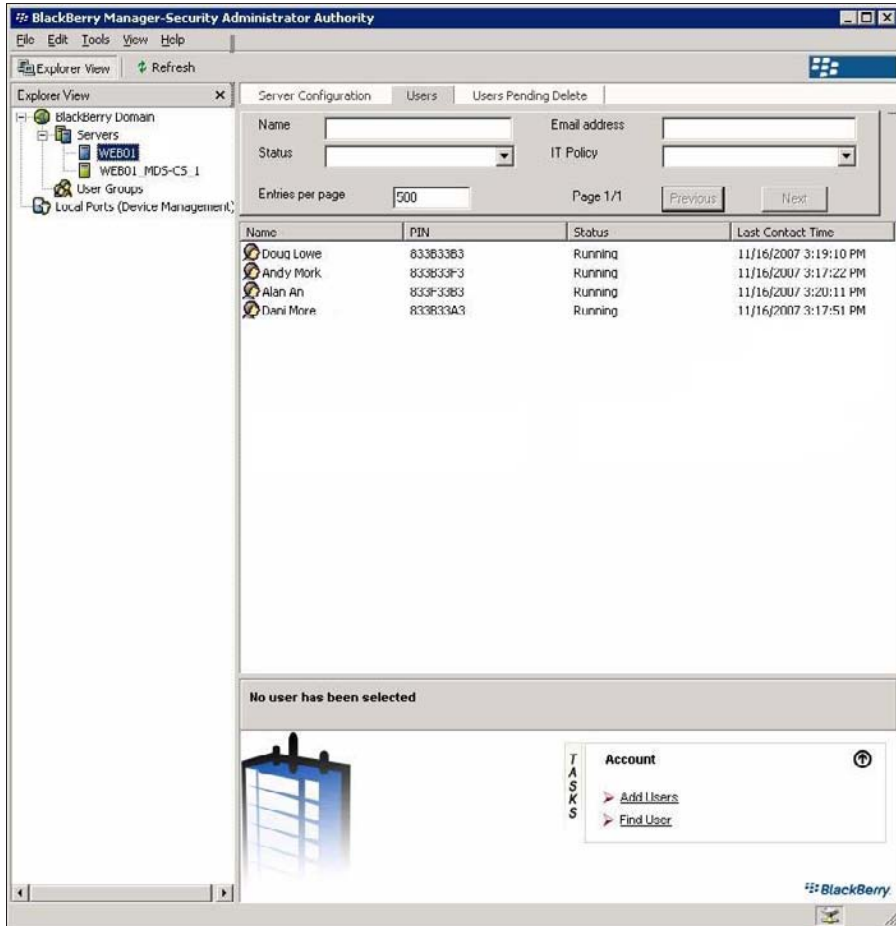 BlackBerry Manager-Security Administrator Authority
File Edit Tools View Help
Explorer View Refresh
Explorer View
BlackBerry Domain
Servers
WEB01
WEB01_MDS-CS_1
User Groups
Local Ports (Device Management)
Server Configuration Users Users Pending Delete
Name Email address
Status IT Policy
Entries per page 500 Page 1/1 Previous Next
Name PIN Status Last Contact Time
Doug Lowe 833B33B3 Running 11/16/2007 3:19:10 PM
Andy Mork 833B33F3 Running 11/16/2007 3:17:22 PM
Alan An 833F33B3 Running 11/16/2007 3:20:11 PM
Dani More 833B33A3 Running 11/16/2007 3:17:51 PM
No user has been selected
TASKS
Account
Add Users
Find User
BlackBerry.